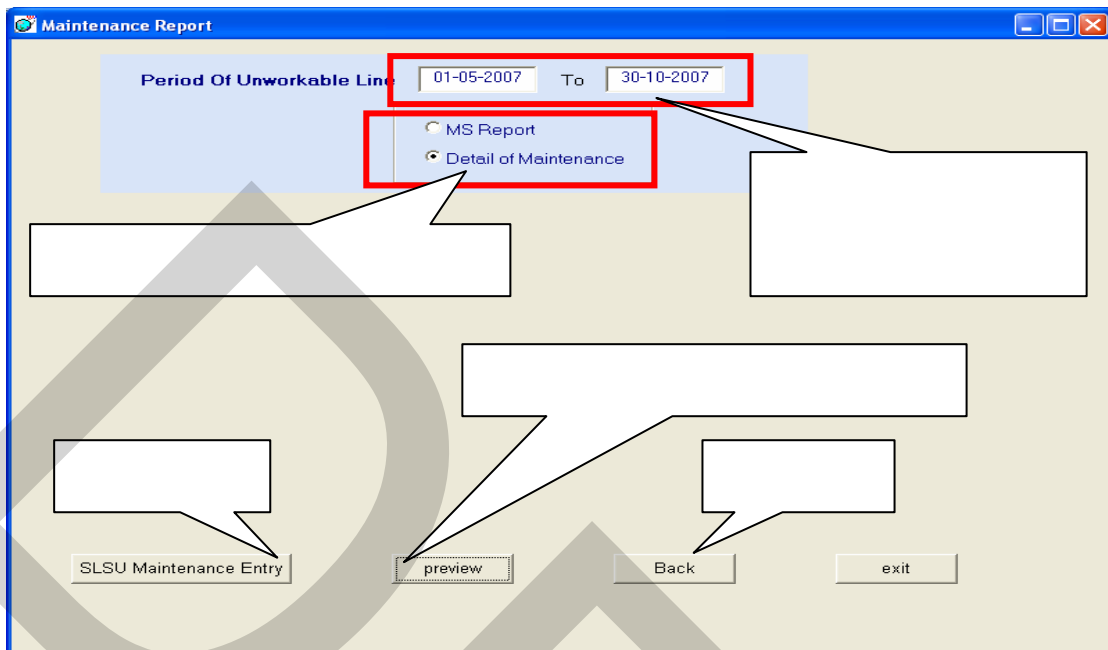 Maintenance Report
Period Of Unworkable Line 01-05-2007 To 30-10-2007
MS Report
Detail of Maintenance
SLSU Maintenance Entry preview Back exit